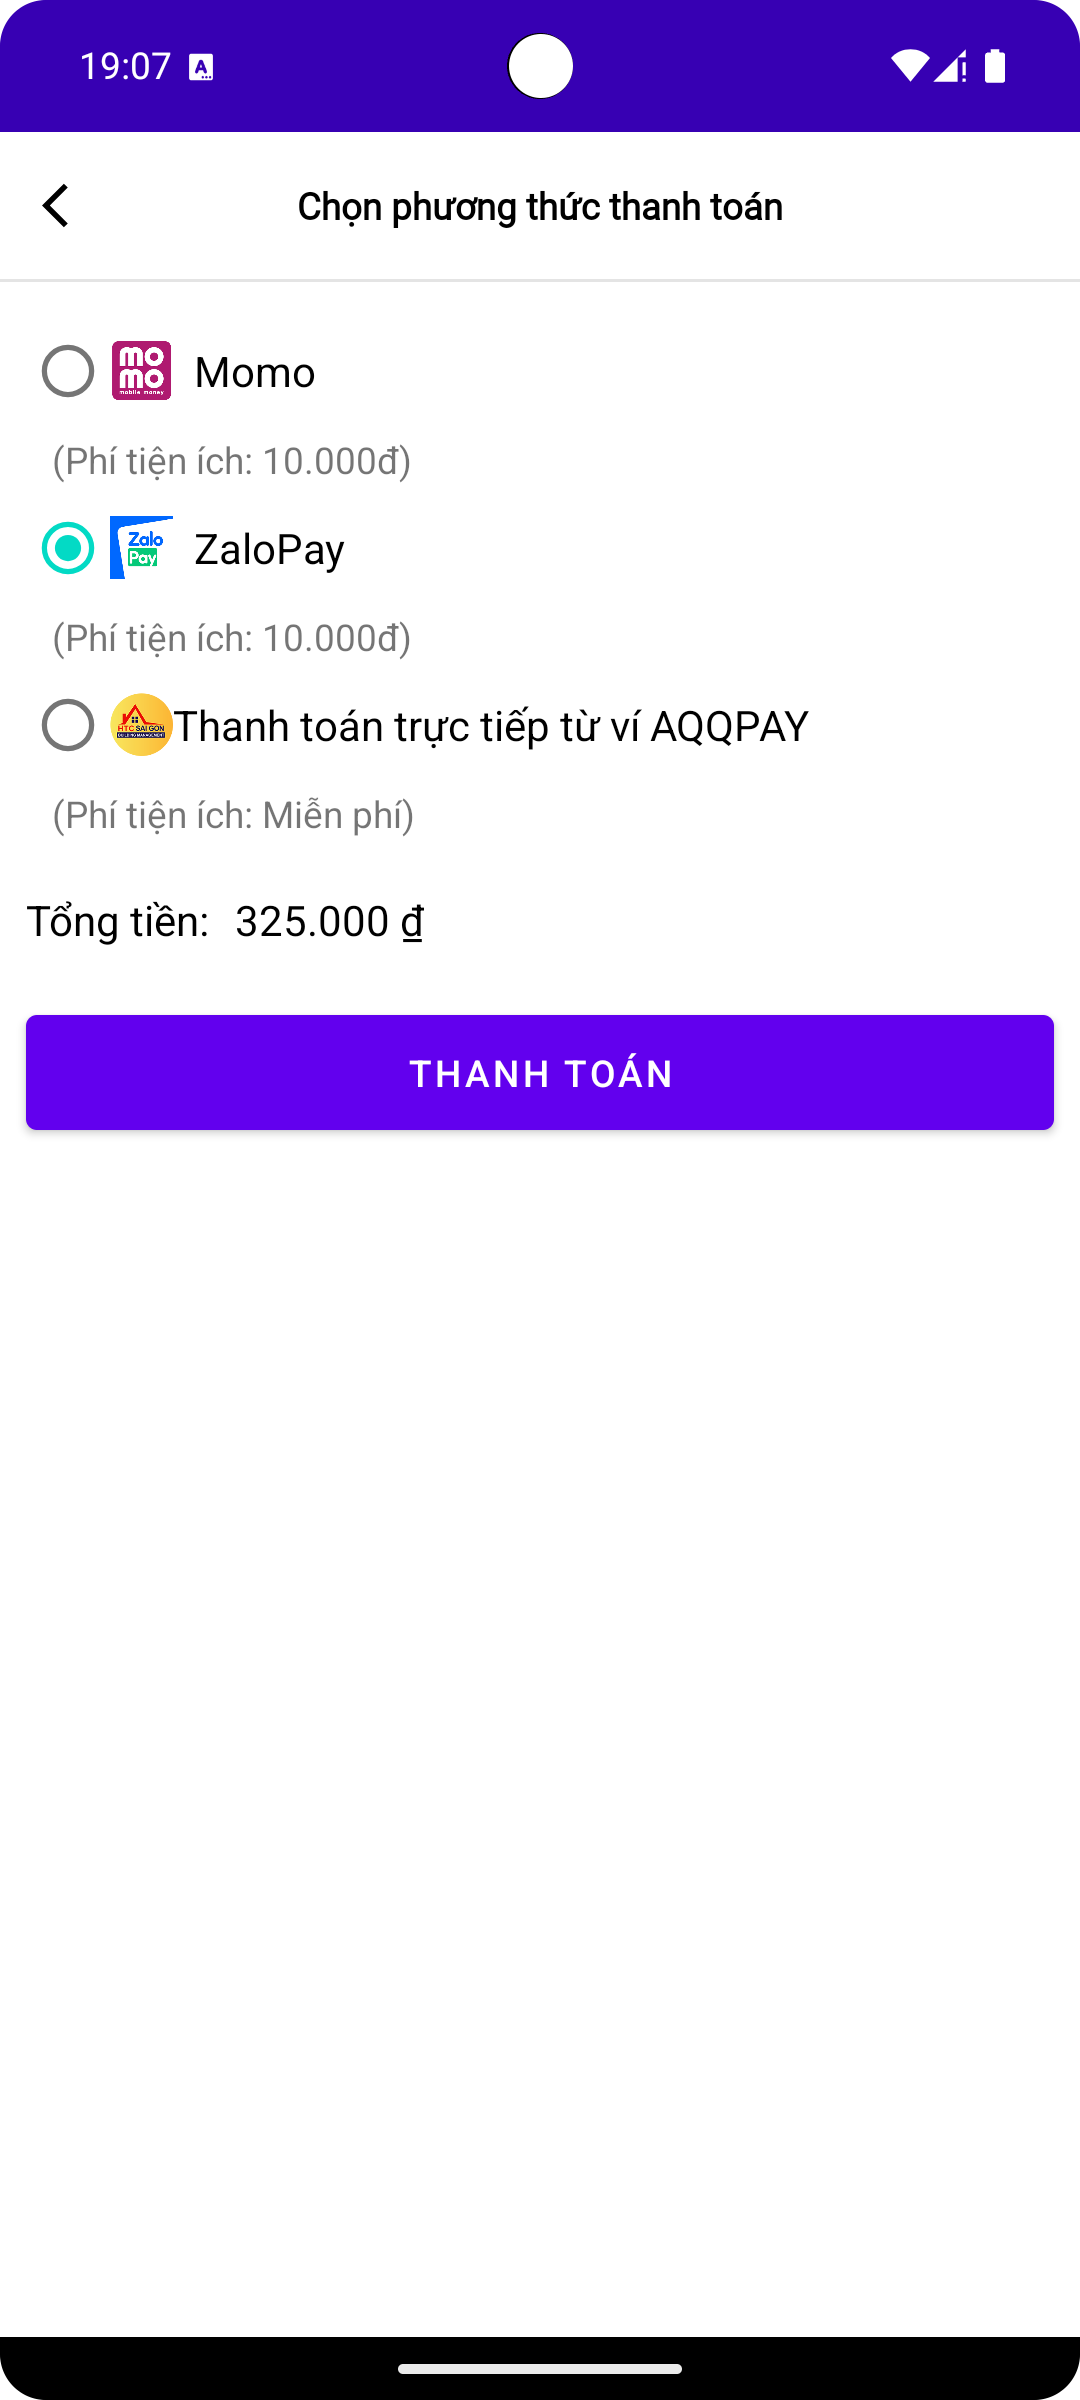 19:07
Chọn phương thức thanh toán
mo
mo
mobile money
Momo
(Phí tiện ích: 10.000đ)
Zalo
Pay
ZaloPay
(Phí tiện ích: 10.000đ)
HTC SAI GON
BUILDING MANAGEMENT
Thanh toán trực tiếp từ ví AQQPAY
(Phí tiện ích: Miễn phí)
Tổng tiền: 325.000 ₫
THANH TOÁN